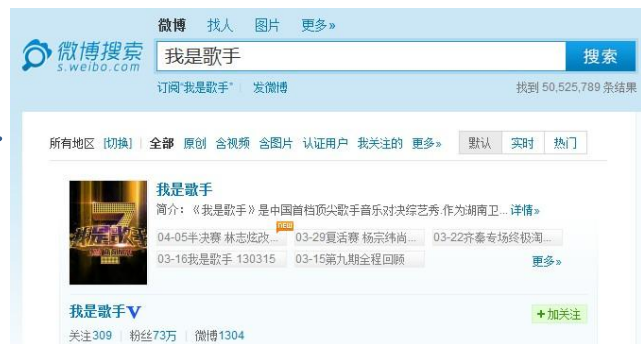 微博 找人 图片 更多»
微博搜索
s.weibo.com
我是歌手
搜索
订阅"我是歌手" 发微博
找到 50,525,789 条结果
所有地区 [切换] 全部 原创 含视频 含图片 认证用户 我关注的 更多» 默认 实时 热门
我是歌手
简介：《我是歌手》是中国首档顶尖歌手音乐对决综艺秀.作为湖南卫... 详情»
NEW
04-05半决赛 林志炫改... 03-29复活赛 杨宗纬尚... 03-22齐秦专场终极淘...
03-16我是歌手 130315 03-15第九期全程回顾 更多»
我是歌手
我是歌手V
+加关注
关注309 粉丝73万 微博1304